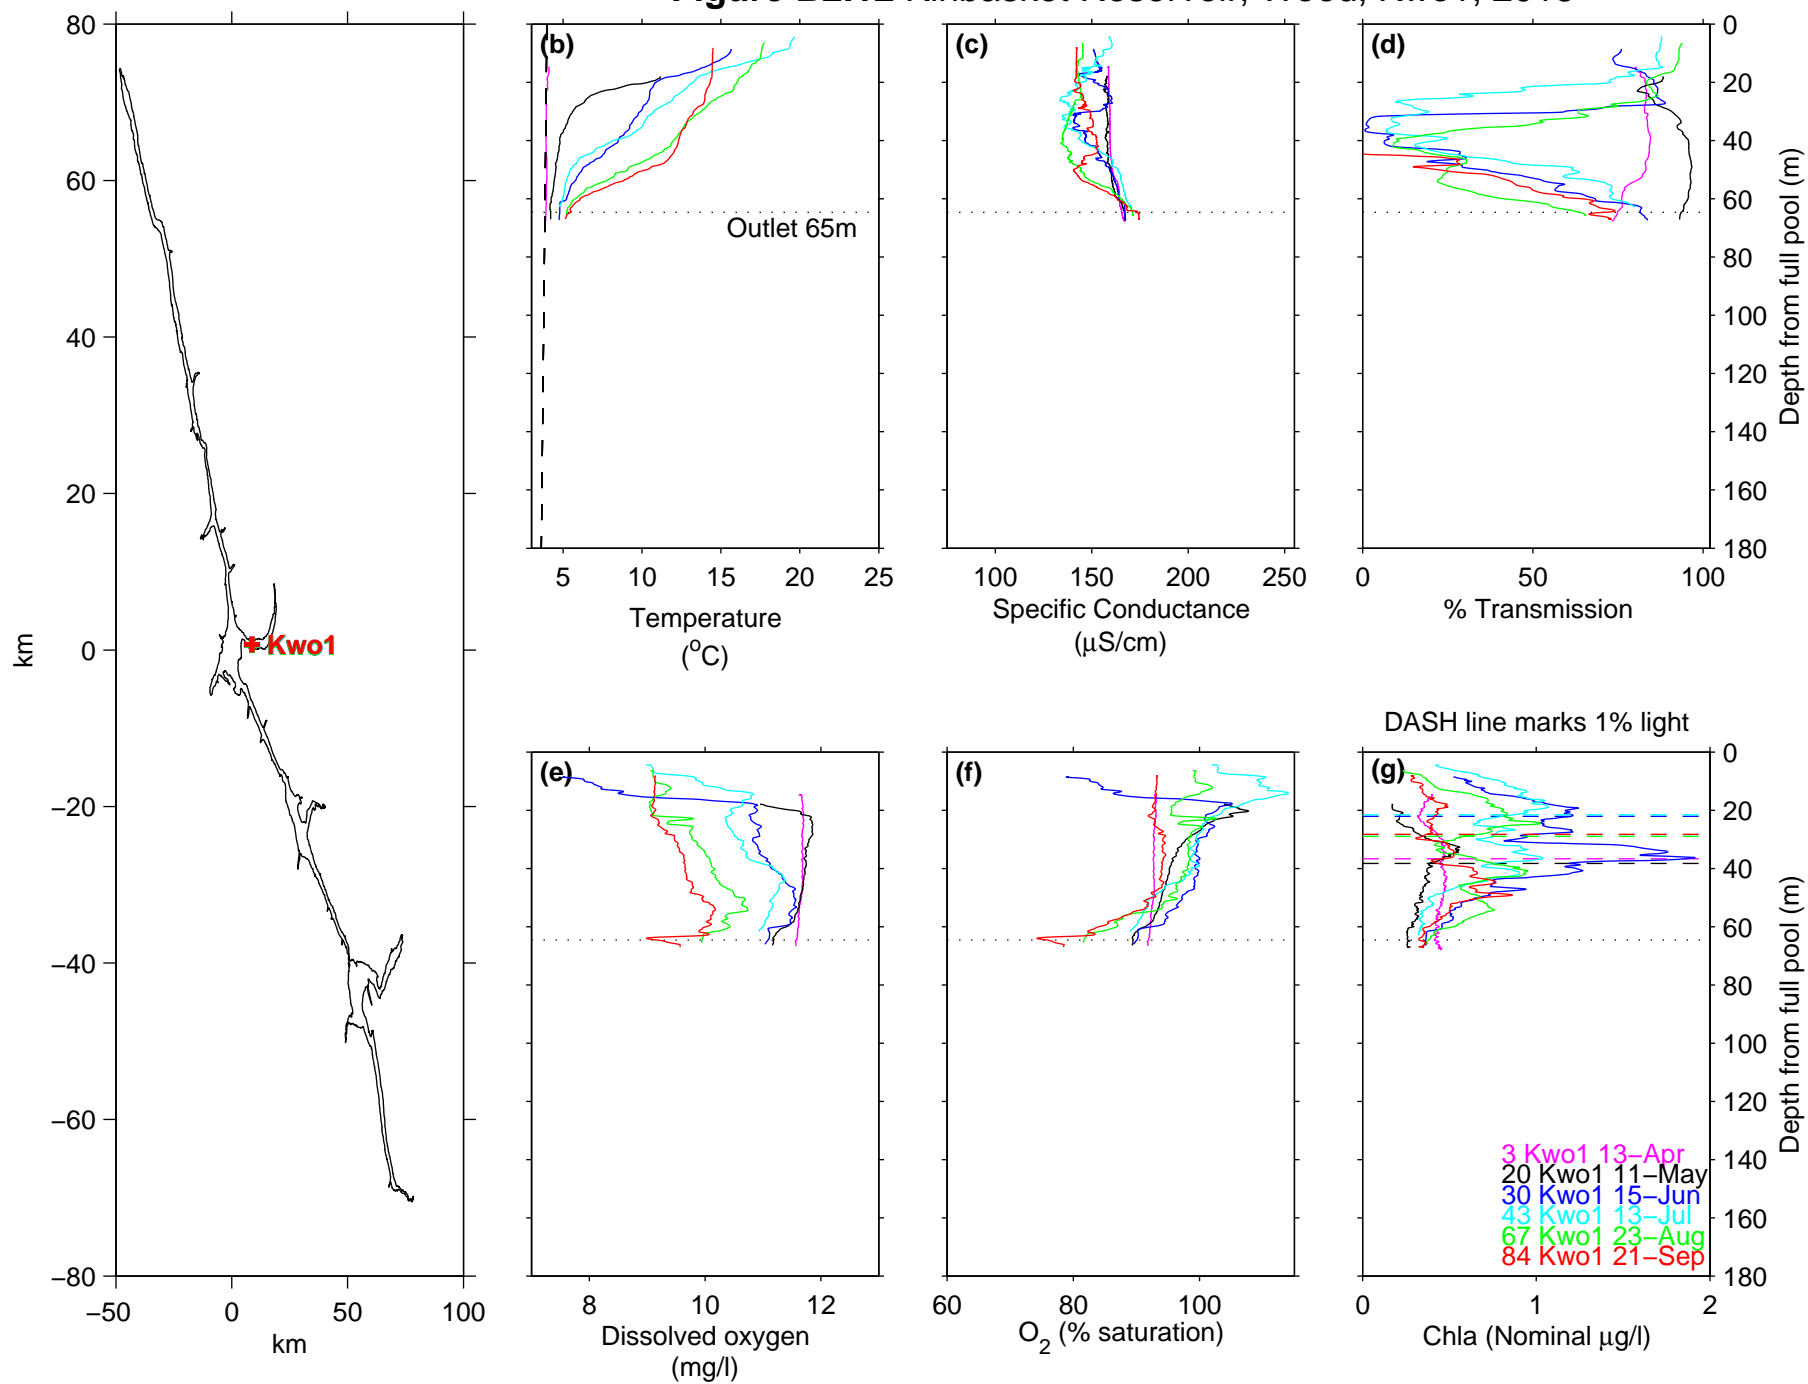 (b)
(c)
(d)
80
60
40
20
0
−20
−40
−60
−80
km
−50
0
50
100
km
Kwo1
Outlet 65m
5
10
15
20
25
Temperature
(oC)
100
150
200
250
Specific Conductance
(μS/cm)
0
50
100
% Transmission
0
20
40
60
80
100
120
140
160
180
Depth from full pool (m)
DASH line marks 1% light
(e)
(f)
(g)
8
10
12
Dissolved oxygen
(mg/l)
60
80
100
O2 (% saturation)
0
1
2
Chla (Nominal μg/l)
0
20
40
60
80
100
120
140
160
180
Depth from full pool (m)
3 Kwo1 13−Apr
20 Kwo1 11−May
30 Kwo1 15−Jun
43 Kwo1 13−Jul
67 Kwo1 23−Aug
84 Kwo1 21−Sep